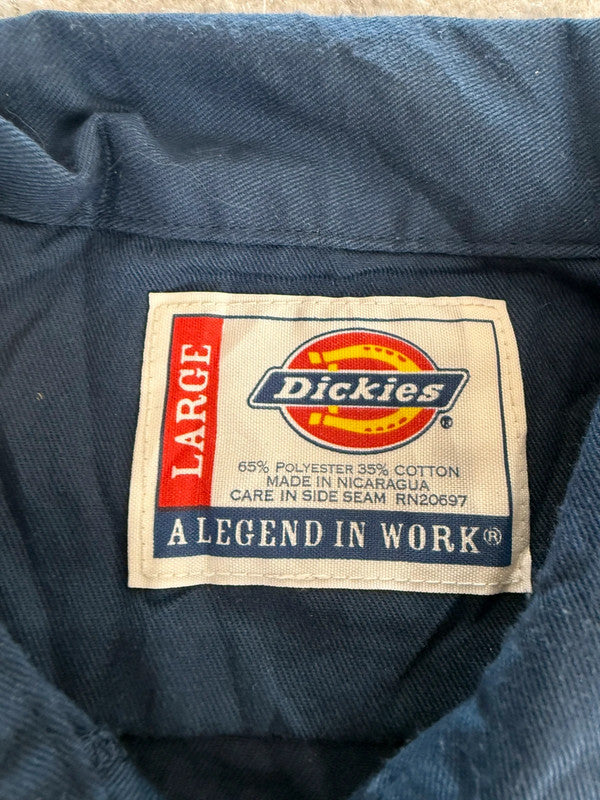 LARGE
Dickies®
65% POLYESTER 35% COTTON
MADE IN NICARAGUA
CARE IN SIDE SEAM RN20697
A LEGEND IN WORK®